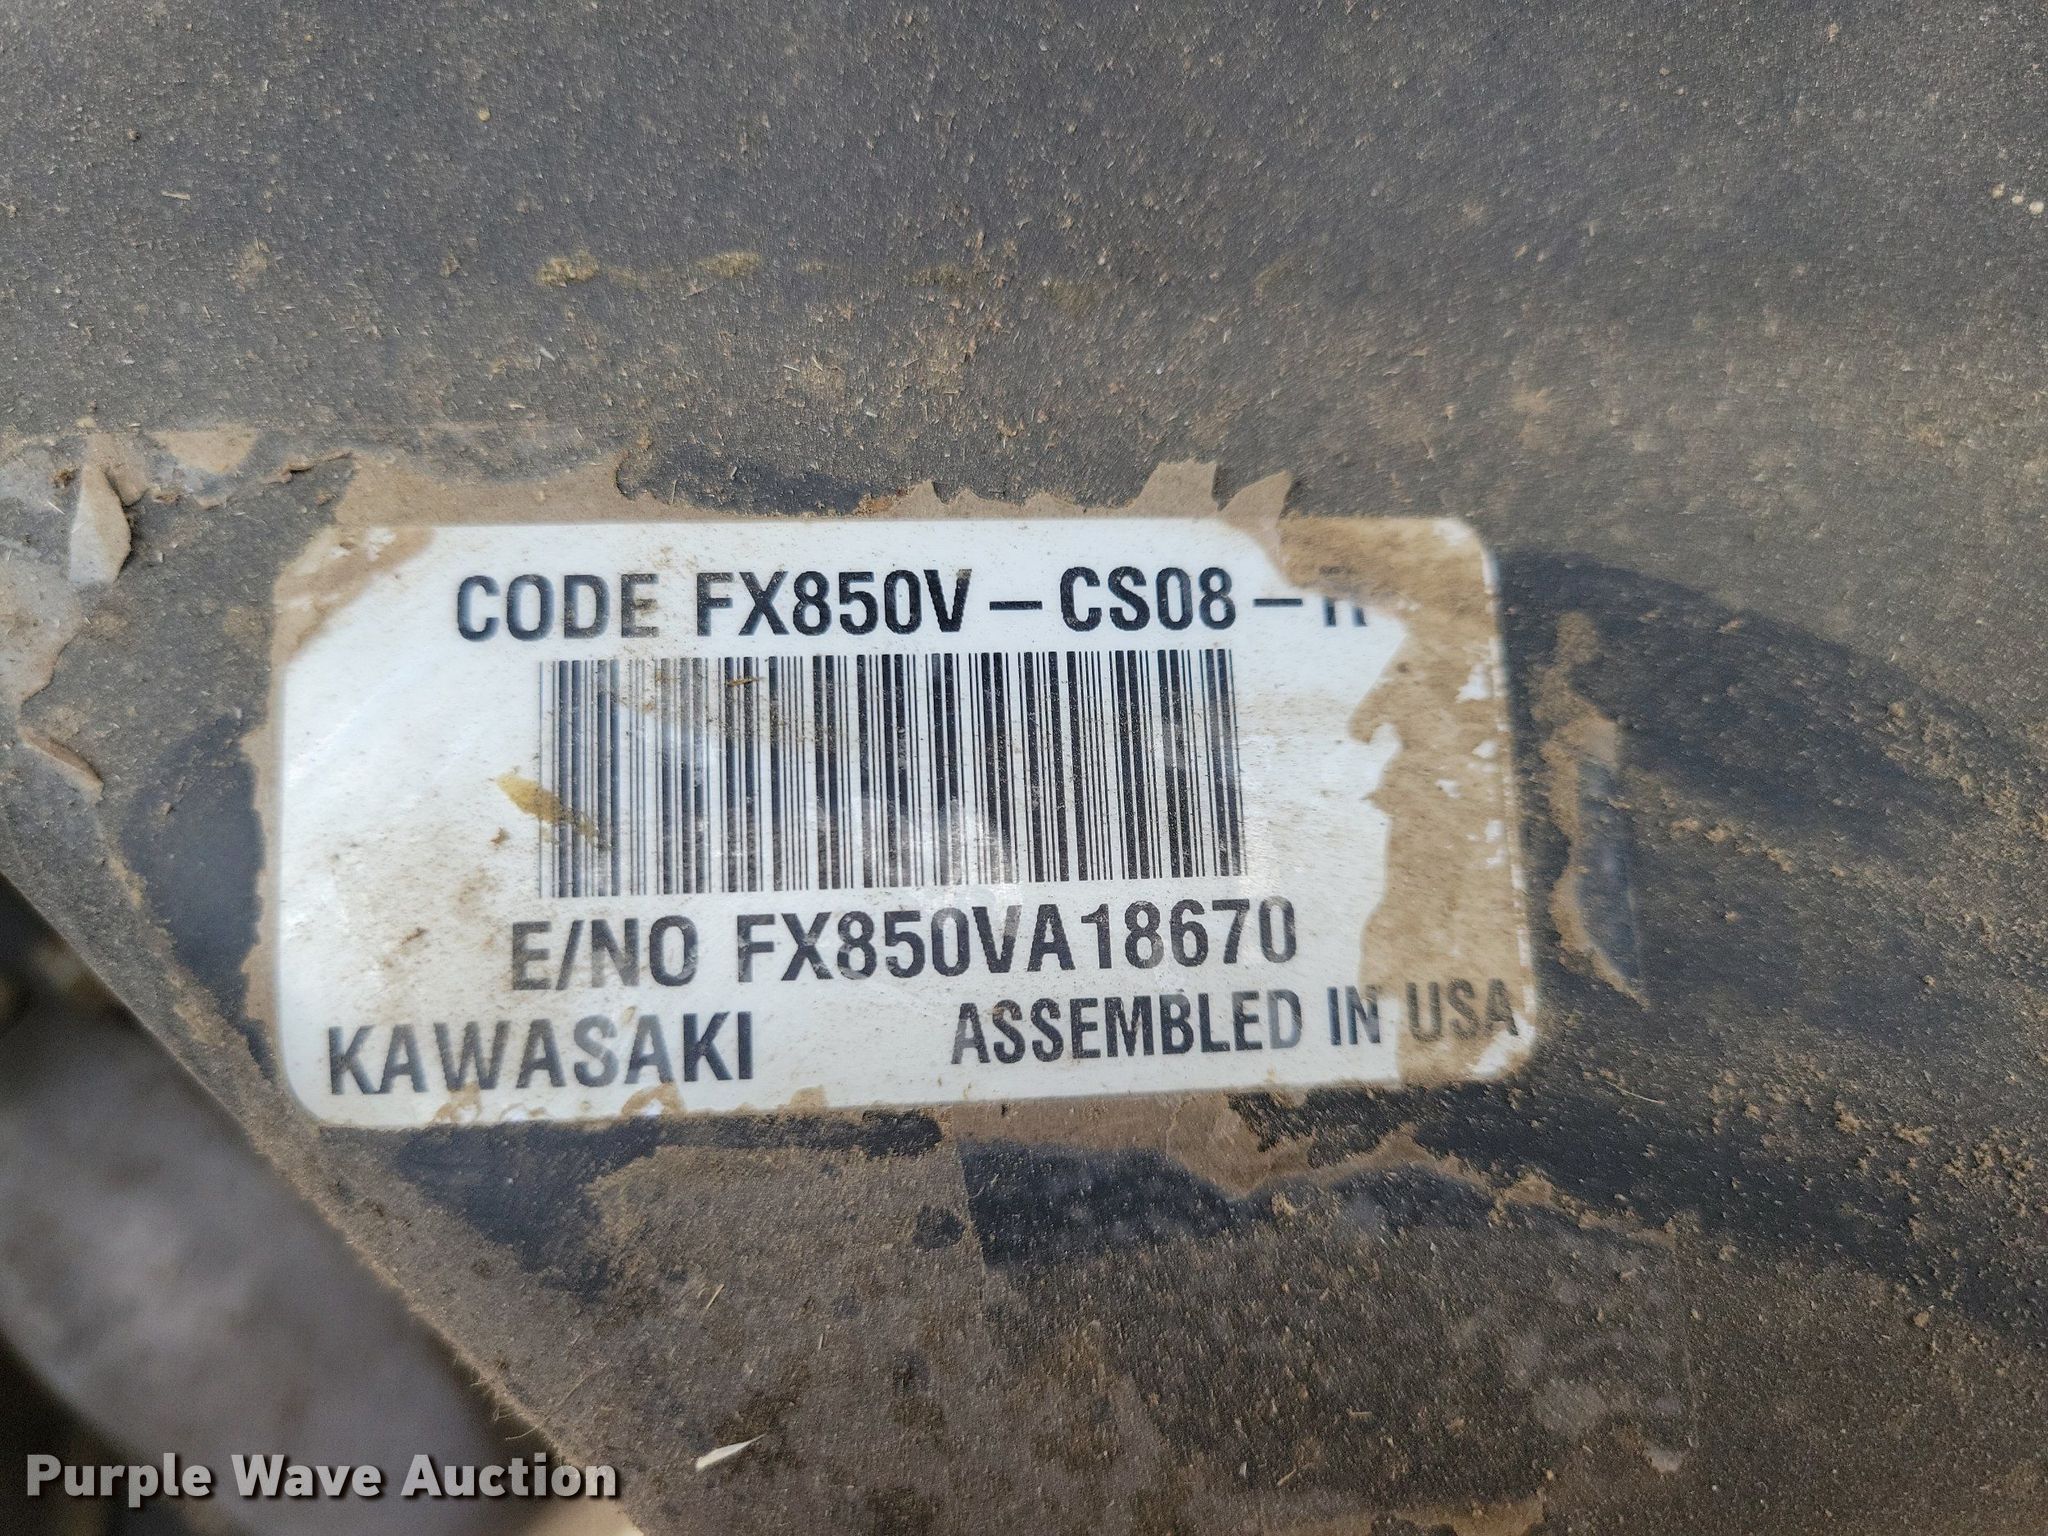 CODE FX850V-CS08-R
E/NO FX850VA18670
KAWASAKI ASSEMBLED IN USA
Purple Wave Auction